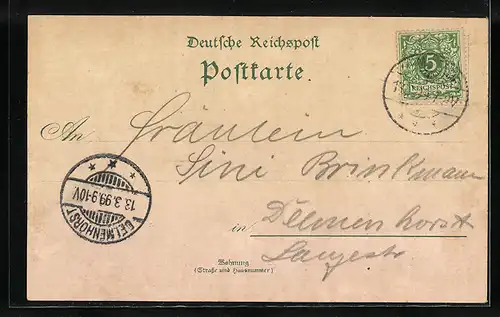 Deutsche Reichspost
Postkarte.
5
REICHSPOST
An Fräulein
Sini Brinkmann
in Delmenhorst
Langestr
13.3.99.9-10V.
DELMENHORST
Wohnung
(Straße und Hausnummer)